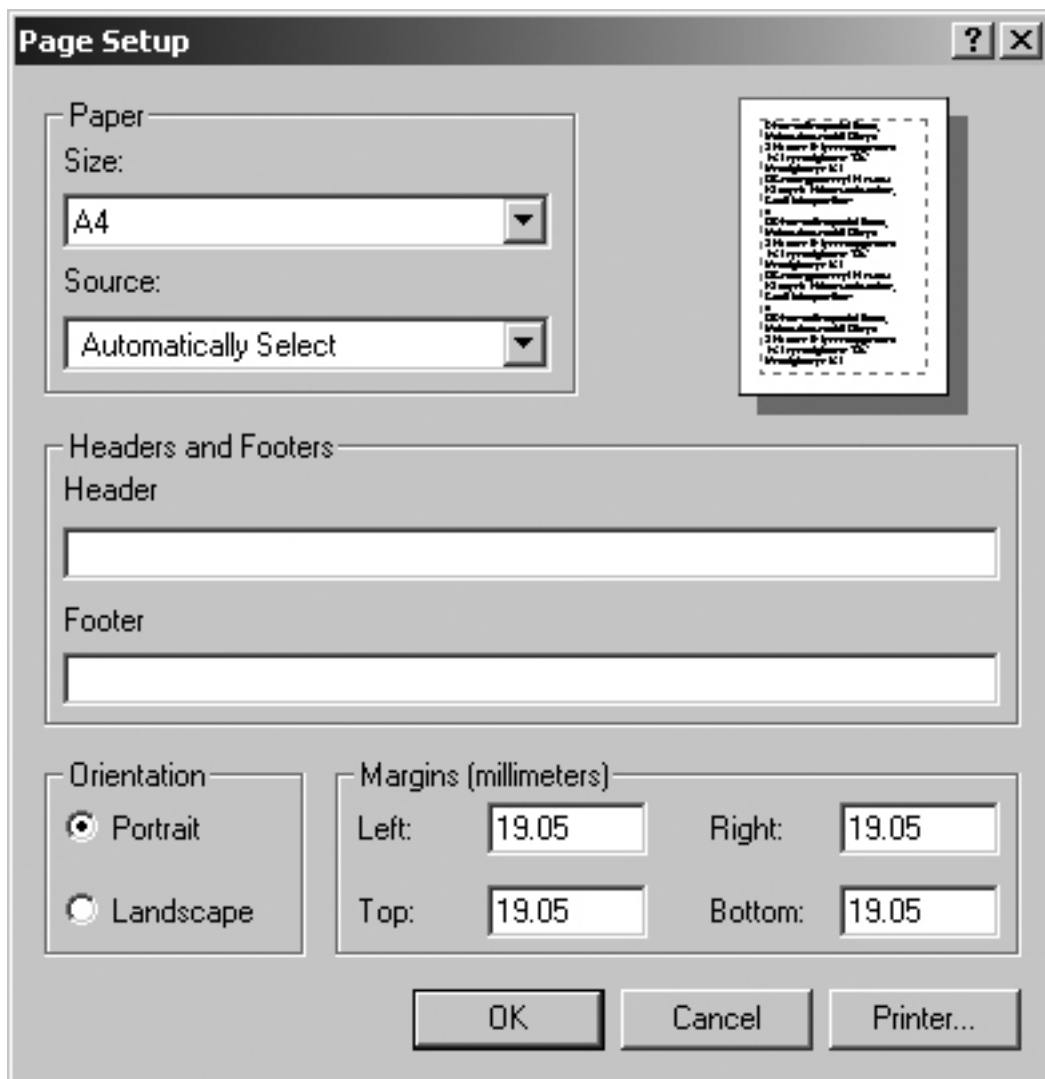 Page Setup
Paper
Size:
A4
Source:
Automatically Select
Headers and Footers
Header
Footer
Orientation
Portrait
Landscape
Margins (millimeters)
Left: 19.05 Right: 19.05
Top: 19.05 Bottom: 19.05
OK Cancel Printer...